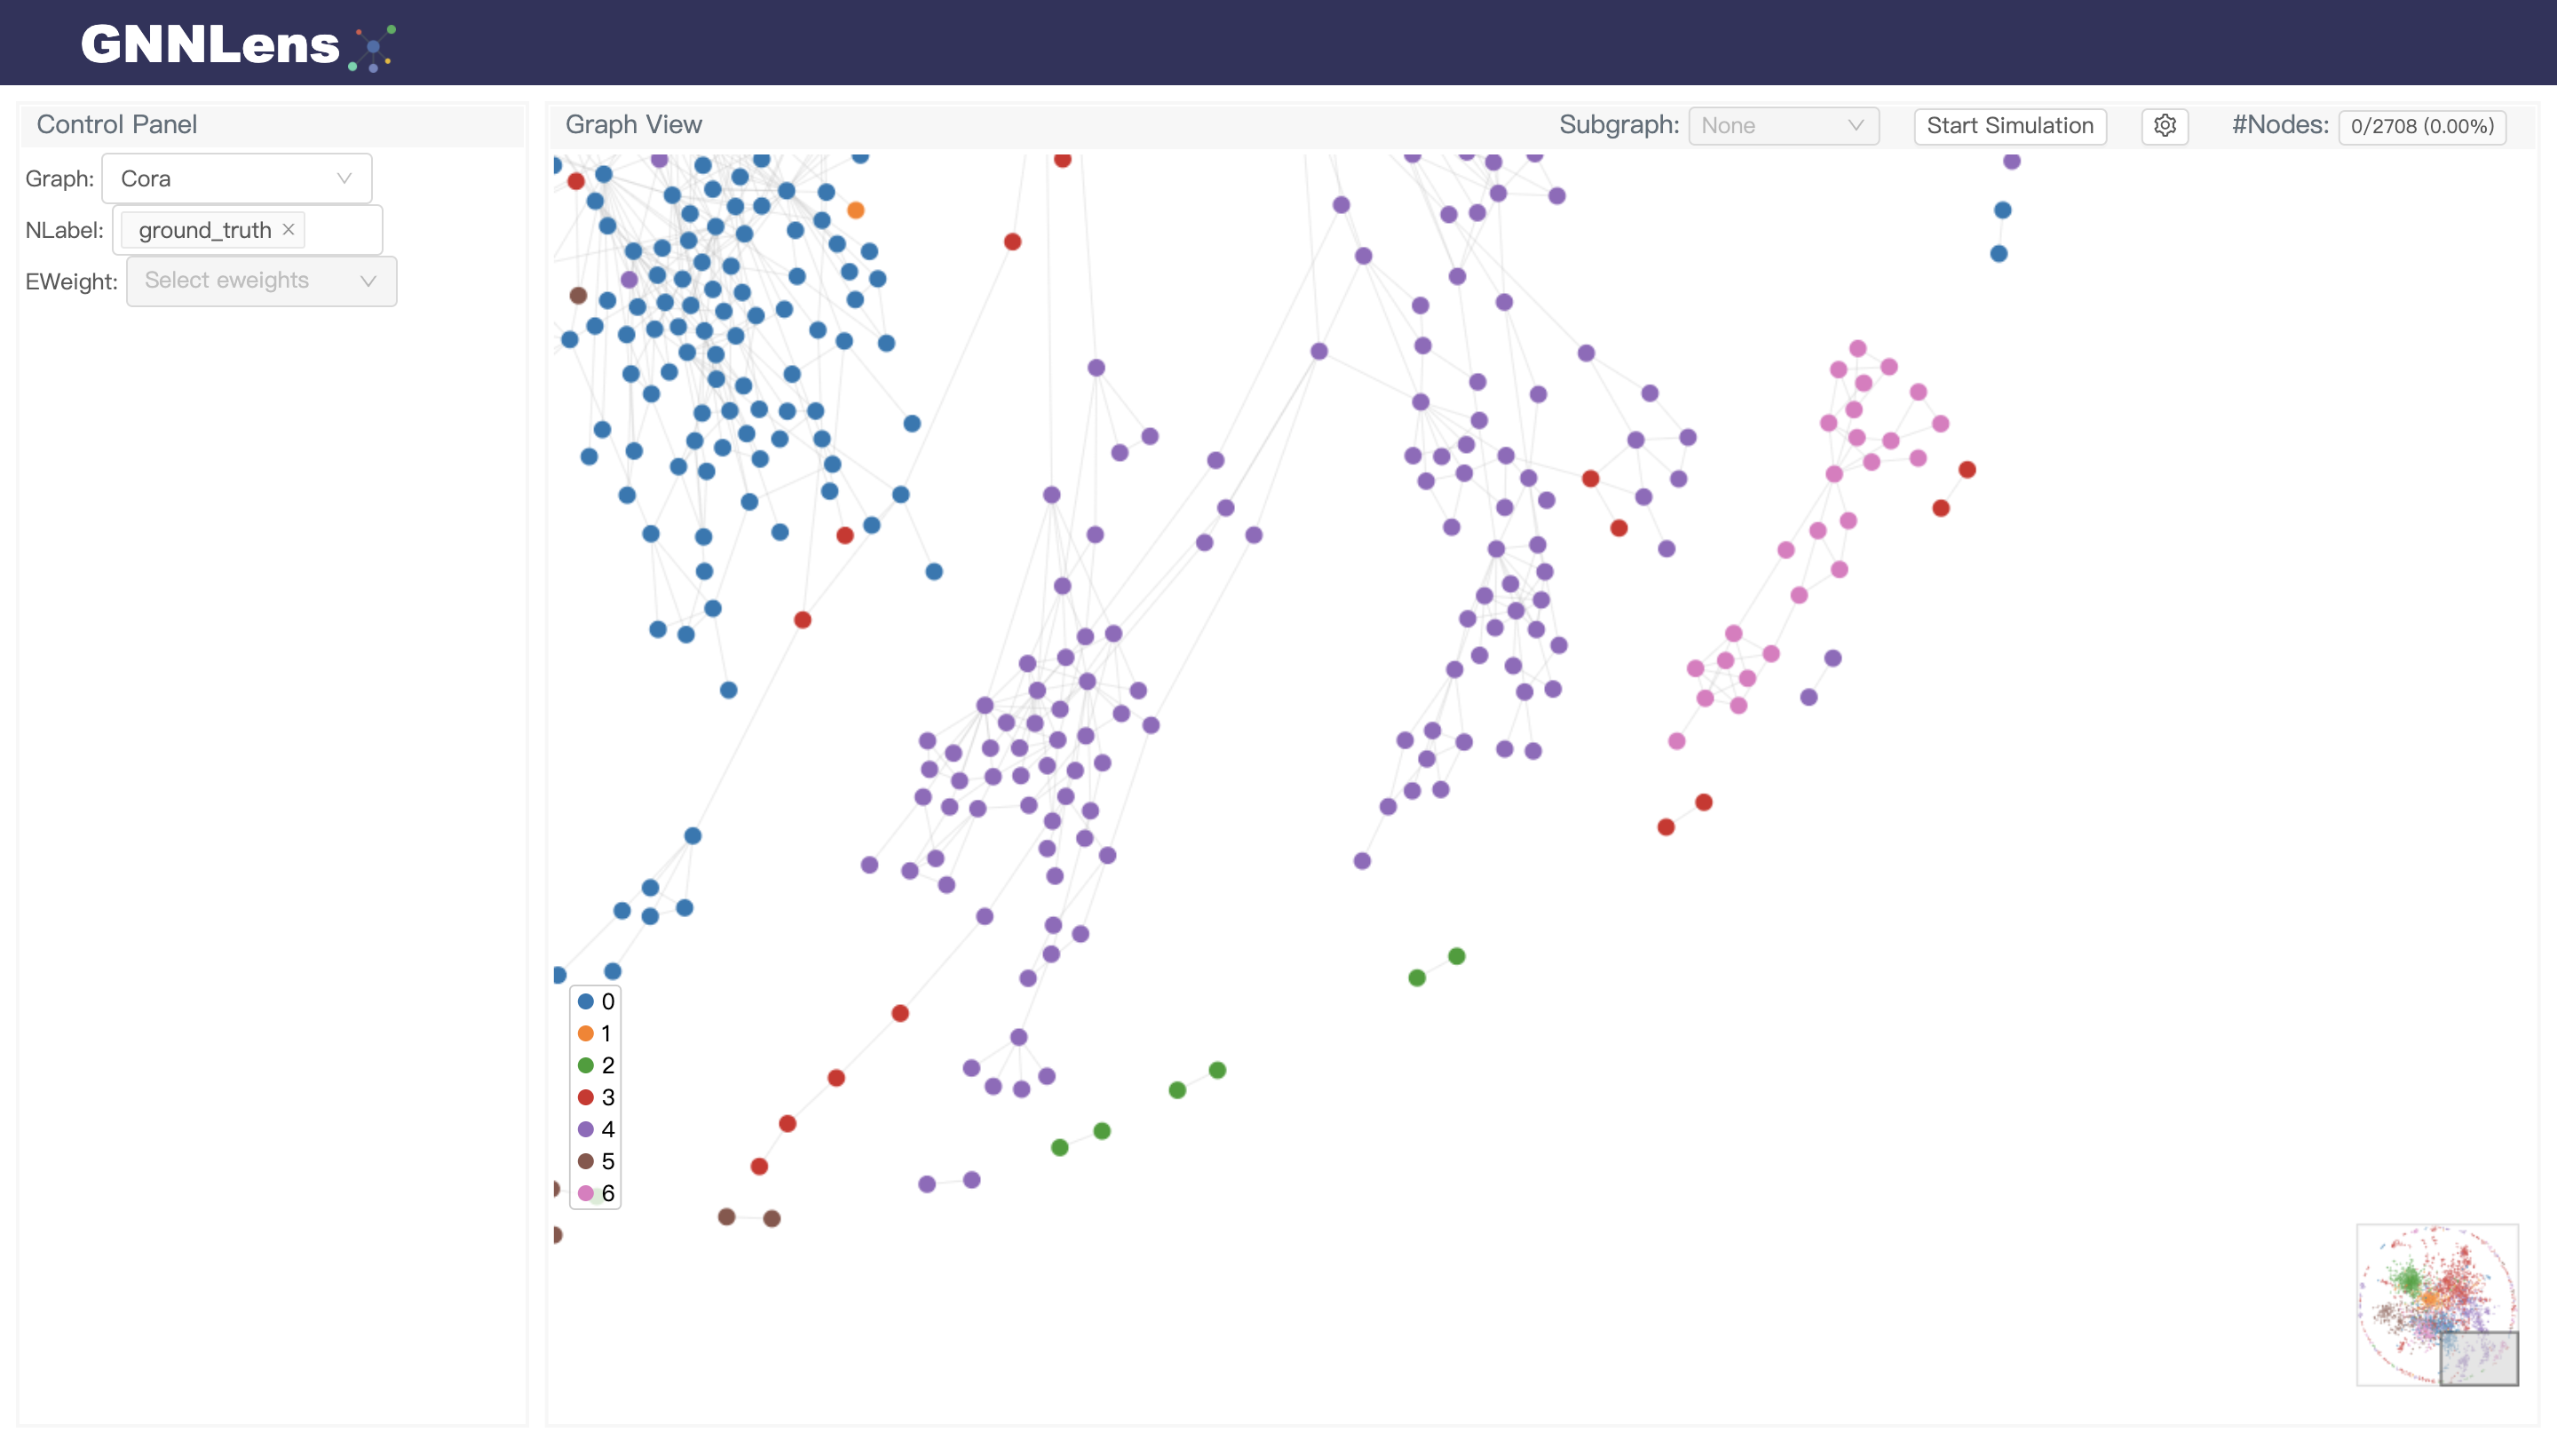 GNNLens
Control Panel
Graph: Cora
NLabel: ground_truth ×
EWeight: Select eweights
Graph View
Subgraph: None
Start Simulation
#Nodes: 0/2708 (0.00%)
0
1
2
3
4
5
6